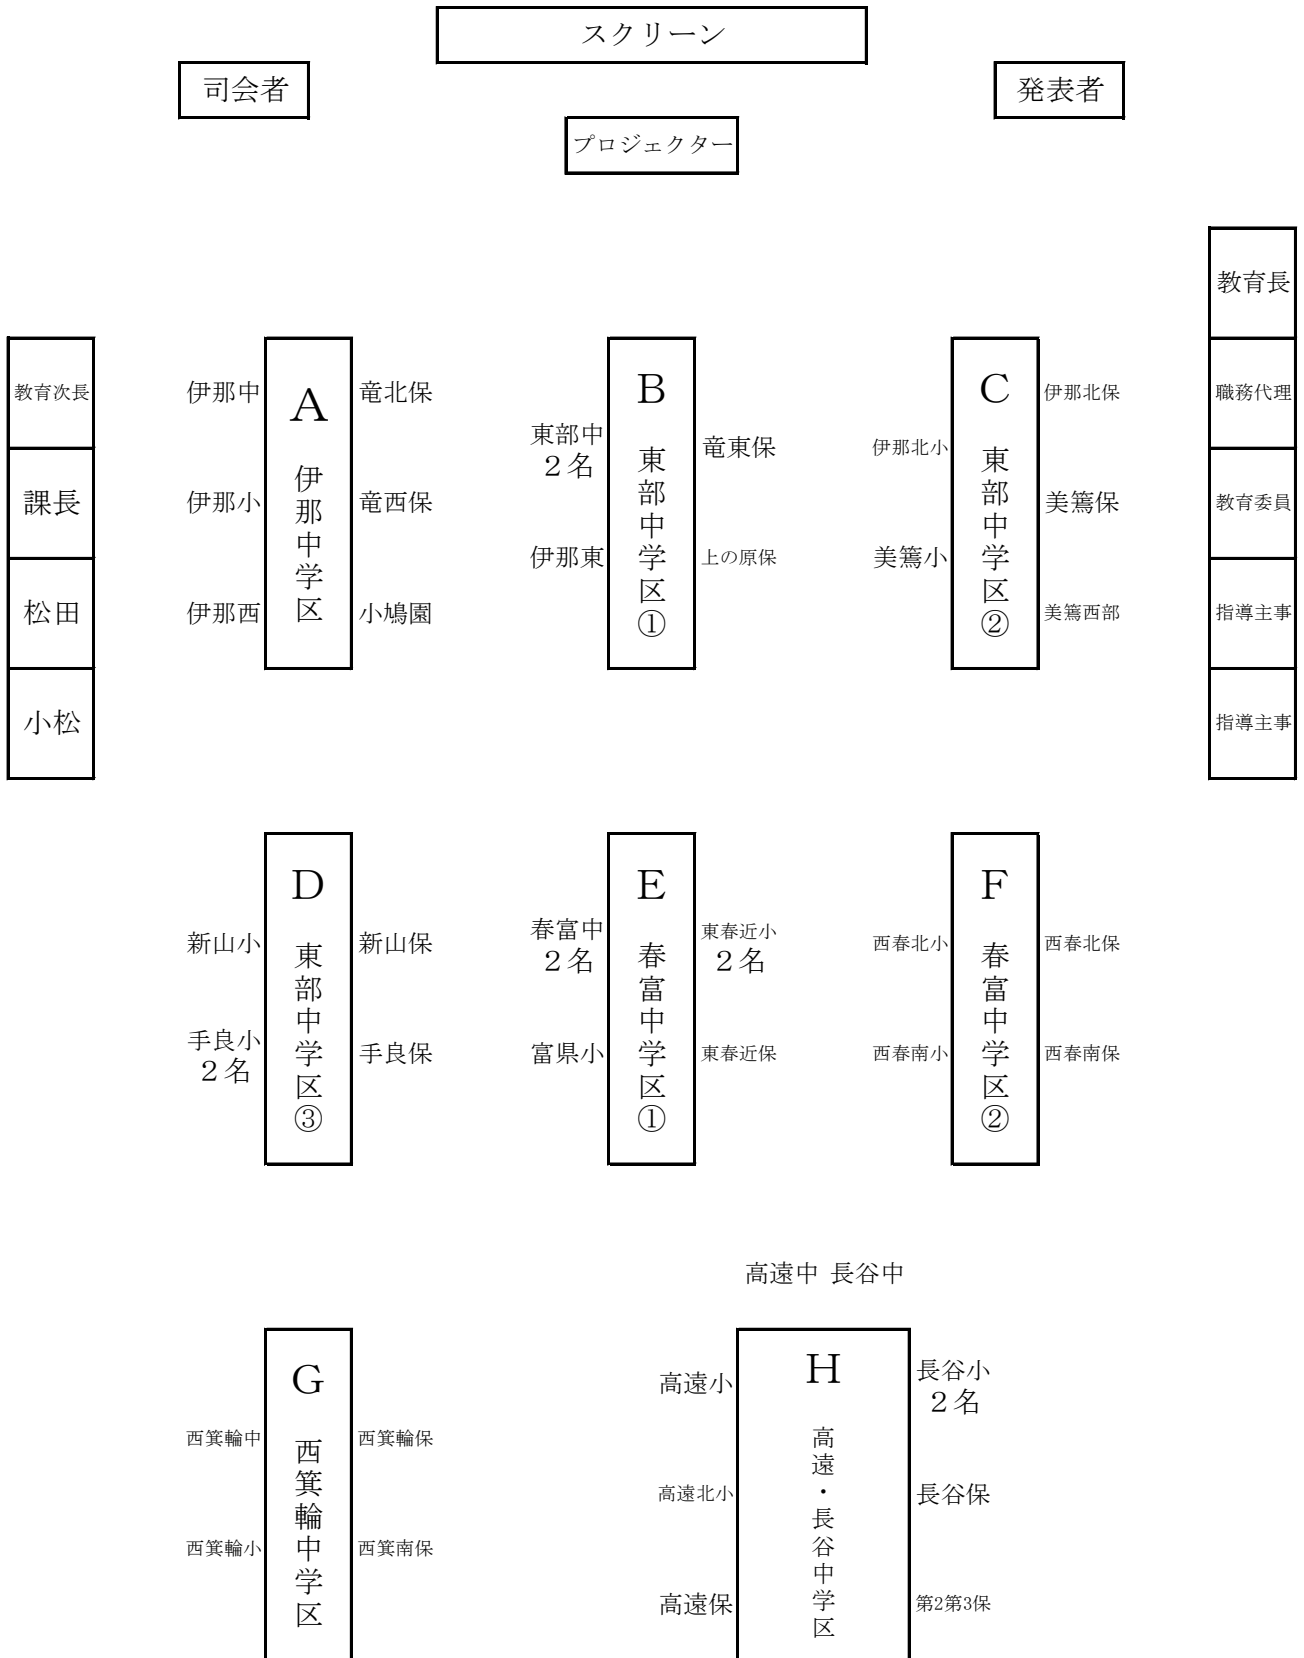 スクリーン
司会者
発表者
プロジェクター
教育長
職務代理
教育委員
指導主事
指導主事
教育次長
課長
松田
小松
伊那中
伊那小
伊那西
A
伊那中学区
竜北保
竜西保
小鳩園
東部中
２名
伊那東
B
東部中学区①
竜東保
上の原保
伊那北小
美篶小
C
東部中学区②
伊那北保
美篶保
美篶西部
新山小
手良小
２名
D
東部中学区③
新山保
手良保
春富中
２名
富県小
E
春富中学区①
東春近小
２名
東春近保
西春北小
西春南小
F
春富中学区②
西春北保
西春南保
西箕輪中
西箕輪小
G
西箕輪中学区
西箕輪保
西箕南保
高遠中 長谷中
高遠小
高遠北小
高遠保
H
高遠・長谷中学区
長谷小
２名
長谷保
第2第3保